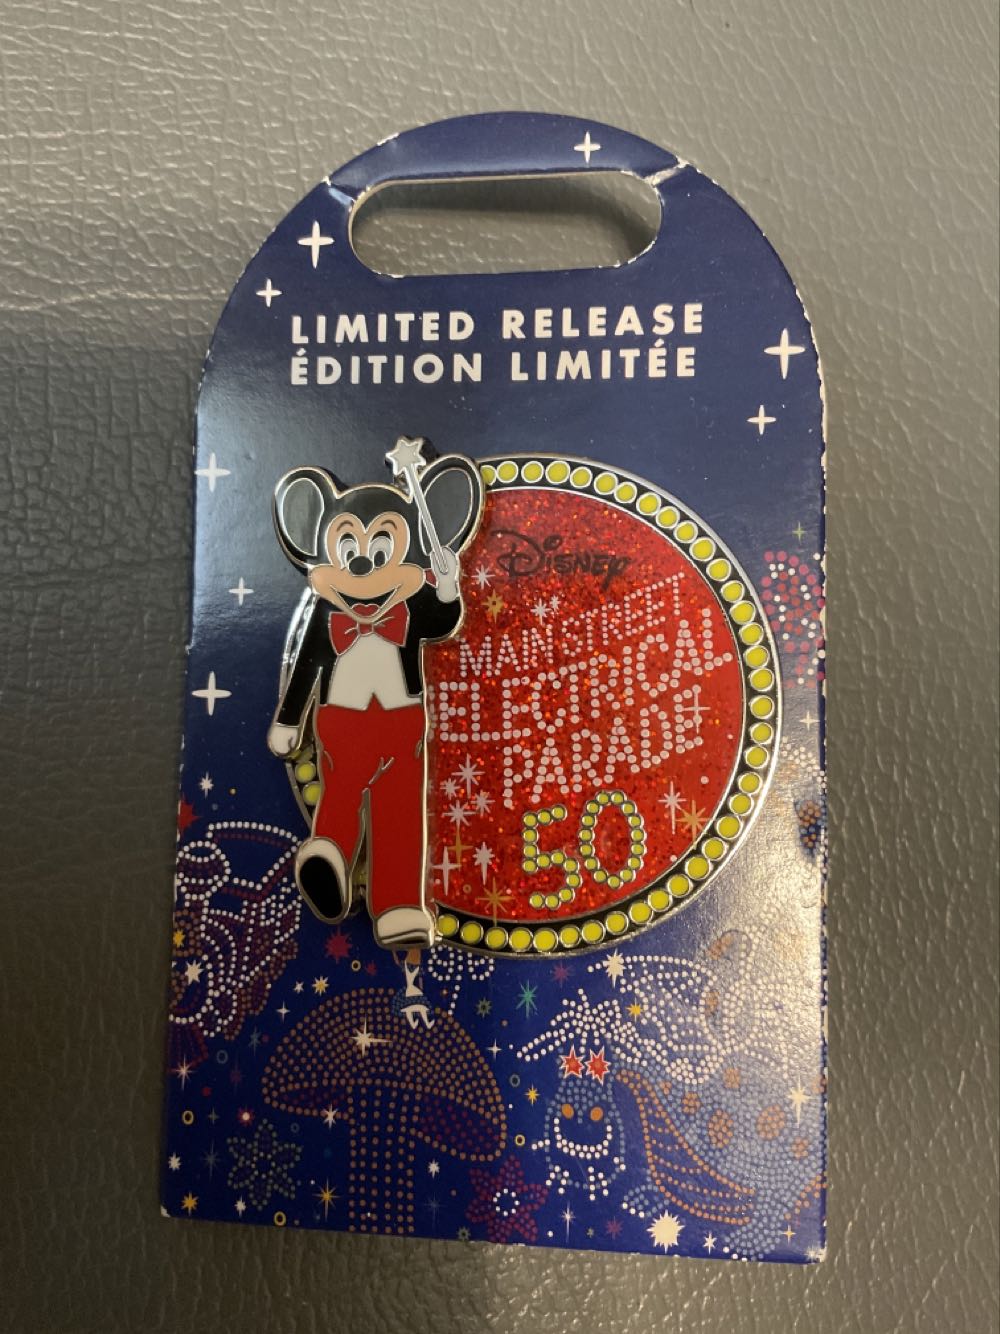 LIMITED RELEASE
ÉDITION LIMITÉE
Disney
MAIN STREET
ELECTRICAL
PARADE
50